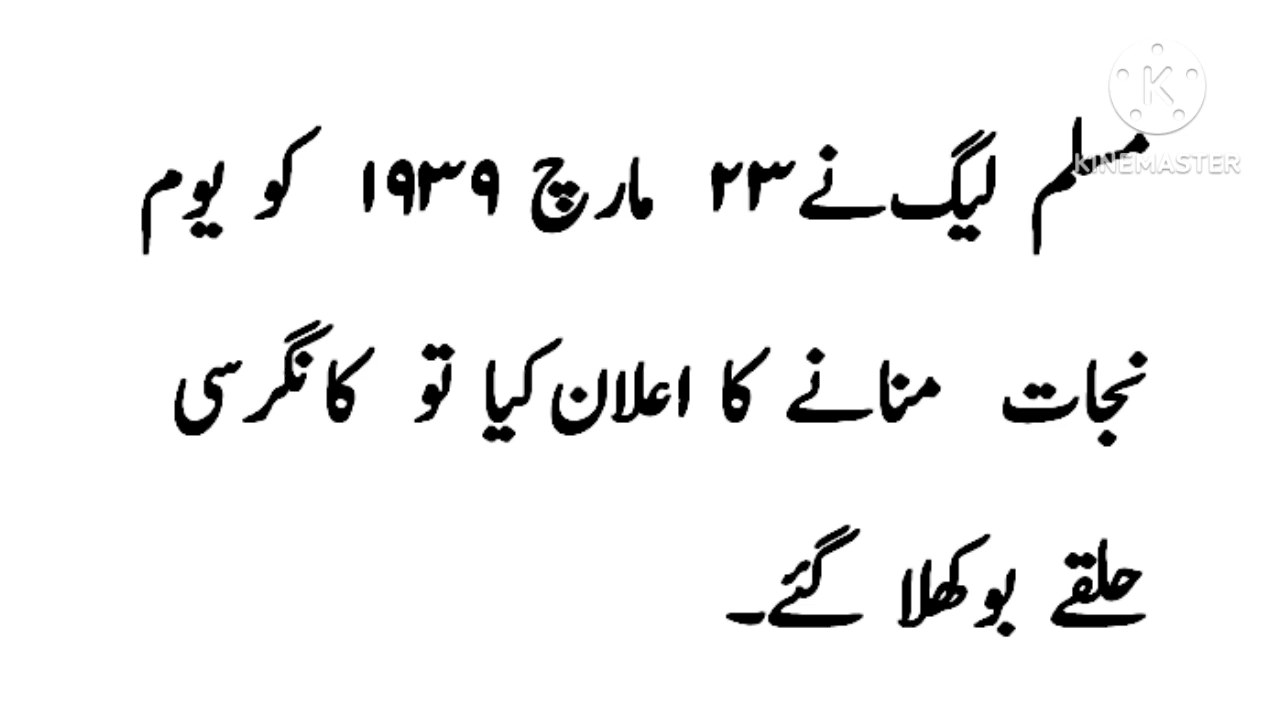 KINEMASTER
مسلم لیگ نے ۲۳ مارچ ۱۹۳۹ کو یوم
نجات منانے کا اعلان کیا تو کانگرسی
حلقے بوکھلا گئے۔